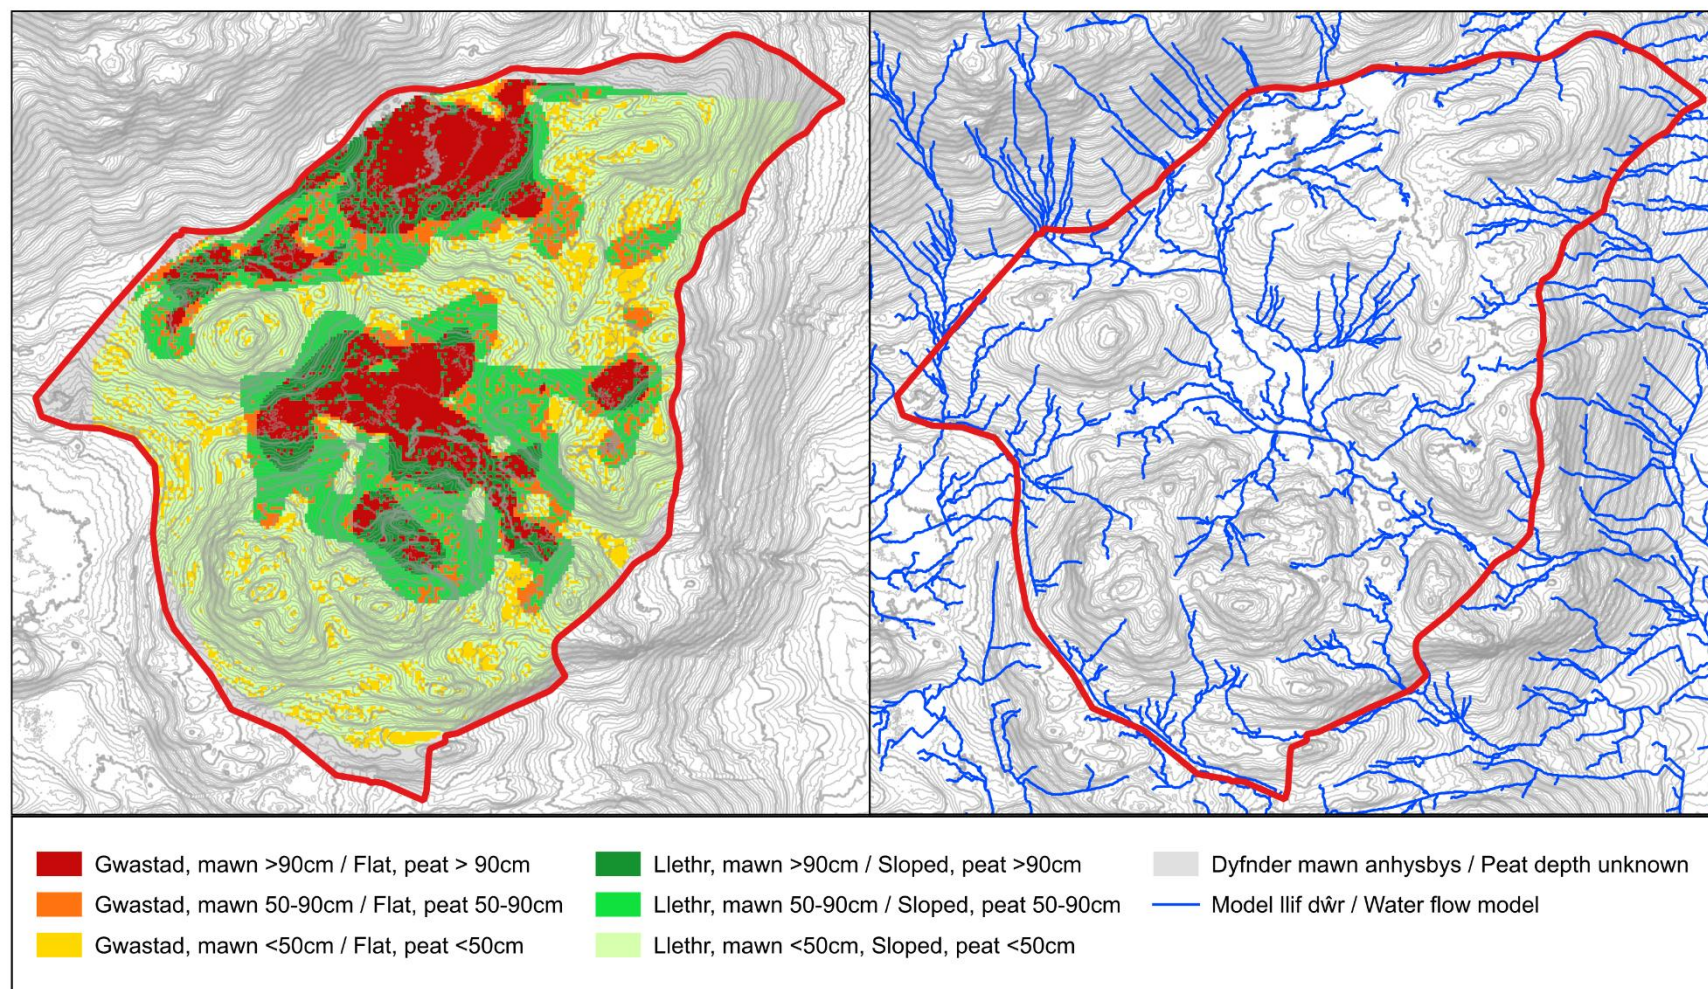 Gwastad, mawn >90cm / Flat, peat > 90cm
Gwastad, mawn 50-90cm / Flat, peat 50-90cm
Gwastad, mawn <50cm / Flat, peat <50cm
Llethr, mawn >90cm / Sloped, peat >90cm
Llethr, mawn 50-90cm / Sloped, peat 50-90cm
Llethr, mawn <50cm, Sloped, peat <50cm
Dyfnder mawn anhysbys / Peat depth unknown
Model llif dŵr / Water flow model